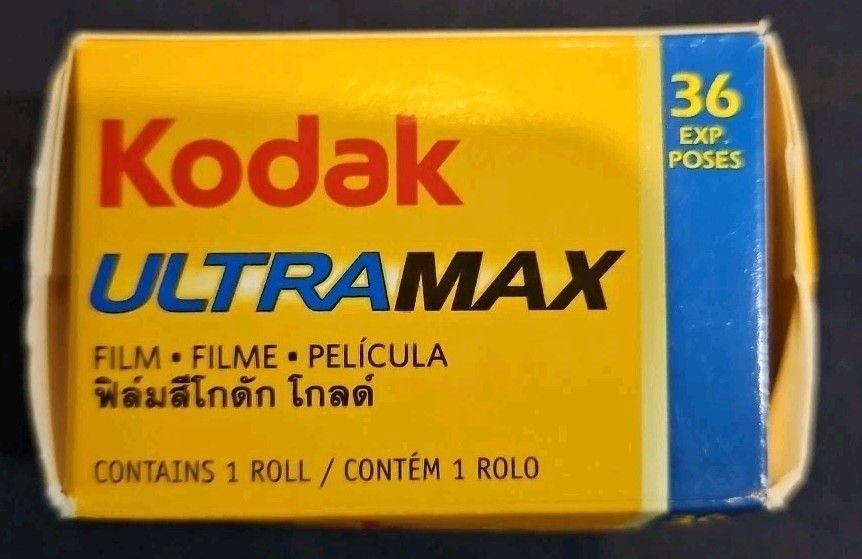 Kodak
ULTRAMAX
FILM • FILME • PELÍCULA
ฟิล์มสีโกดัก โกลด์
CONTAINS 1 ROLL / CONTÉM 1 ROLO
36
EXP.
POSES